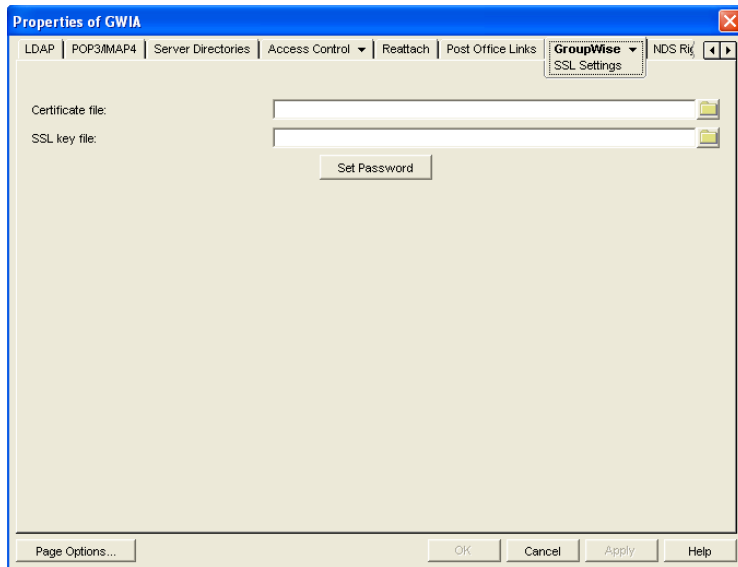 Properties of GWIA
LDAP POP3/IMAP4 Server Directories Access Control Reattach Post Office Links GroupWise NDS
SSL Settings
Certificate file:
SSL key file:
Set Password
Page Options... OK Cancel Apply Help